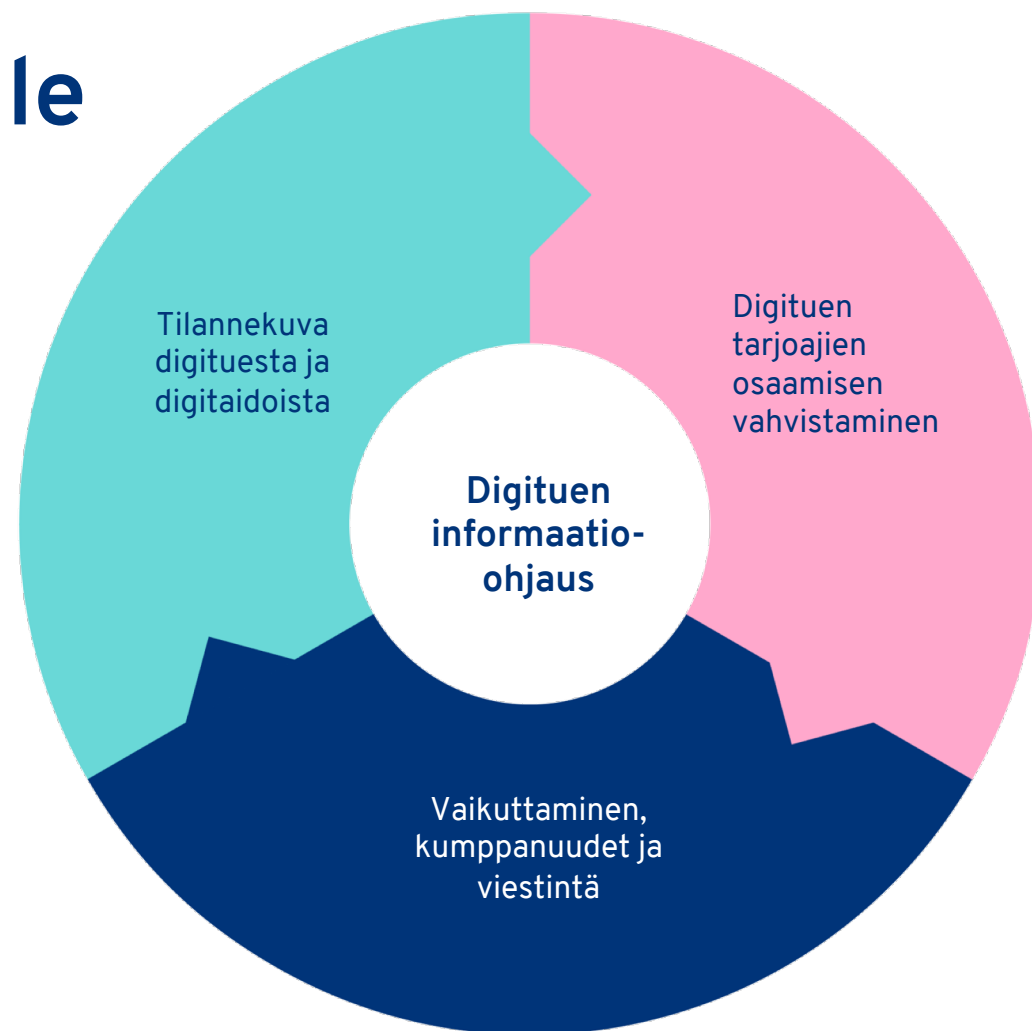 le
Tilannekuva
digituesta ja
digitaidoista
Digituen
tarjoajien
osaamisen
vahvistaminen
Digituen
informaatio-
ohjaus
Vaikuttaminen,
kumppanuudet ja
viestintä